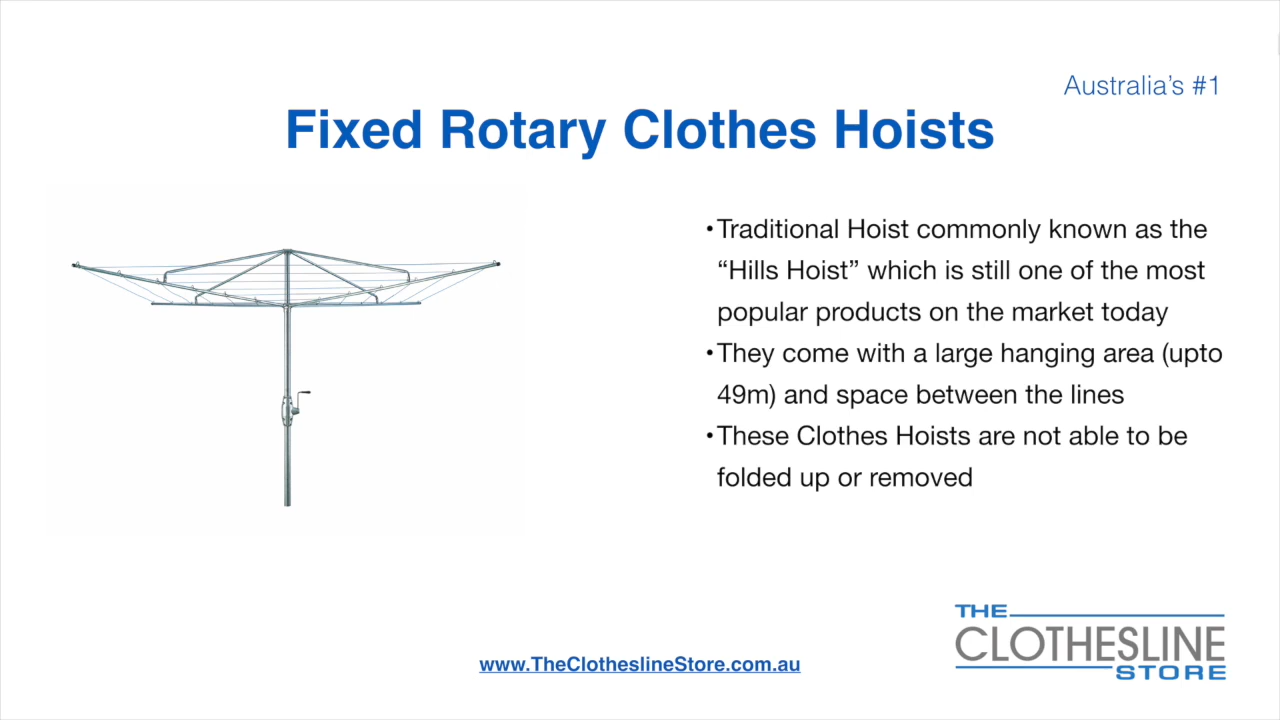 Australia's #1
Fixed Rotary Clothes Hoists
•Traditional Hoist commonly known as the
“Hills Hoist” which is still one of the most
popular products on the market today
•They come with a large hanging area (upto
49m) and space between the lines
•These Clothes Hoists are not able to be
folded up or removed
THE
CLOTHESLINE
STORE
www.TheClotheslineStore.com.au